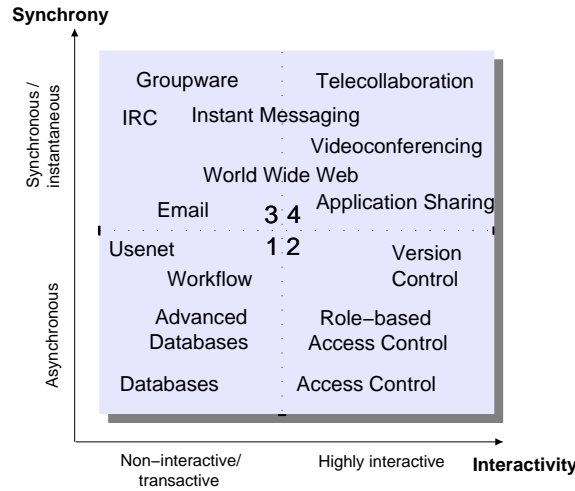 Synchrony
Synchronous /
instantaneous
Asynchronous
Groupware
Telecollaboration
IRC
Instant Messaging
Videoconferencing
World Wide Web
Email
3 4
Application Sharing
Usenet
1 2
Version
Control
Workflow
Advanced
Databases
Role−based
Access Control
Databases
Access Control
Non−interactive/
transactive
Highly interactive
Interactivity